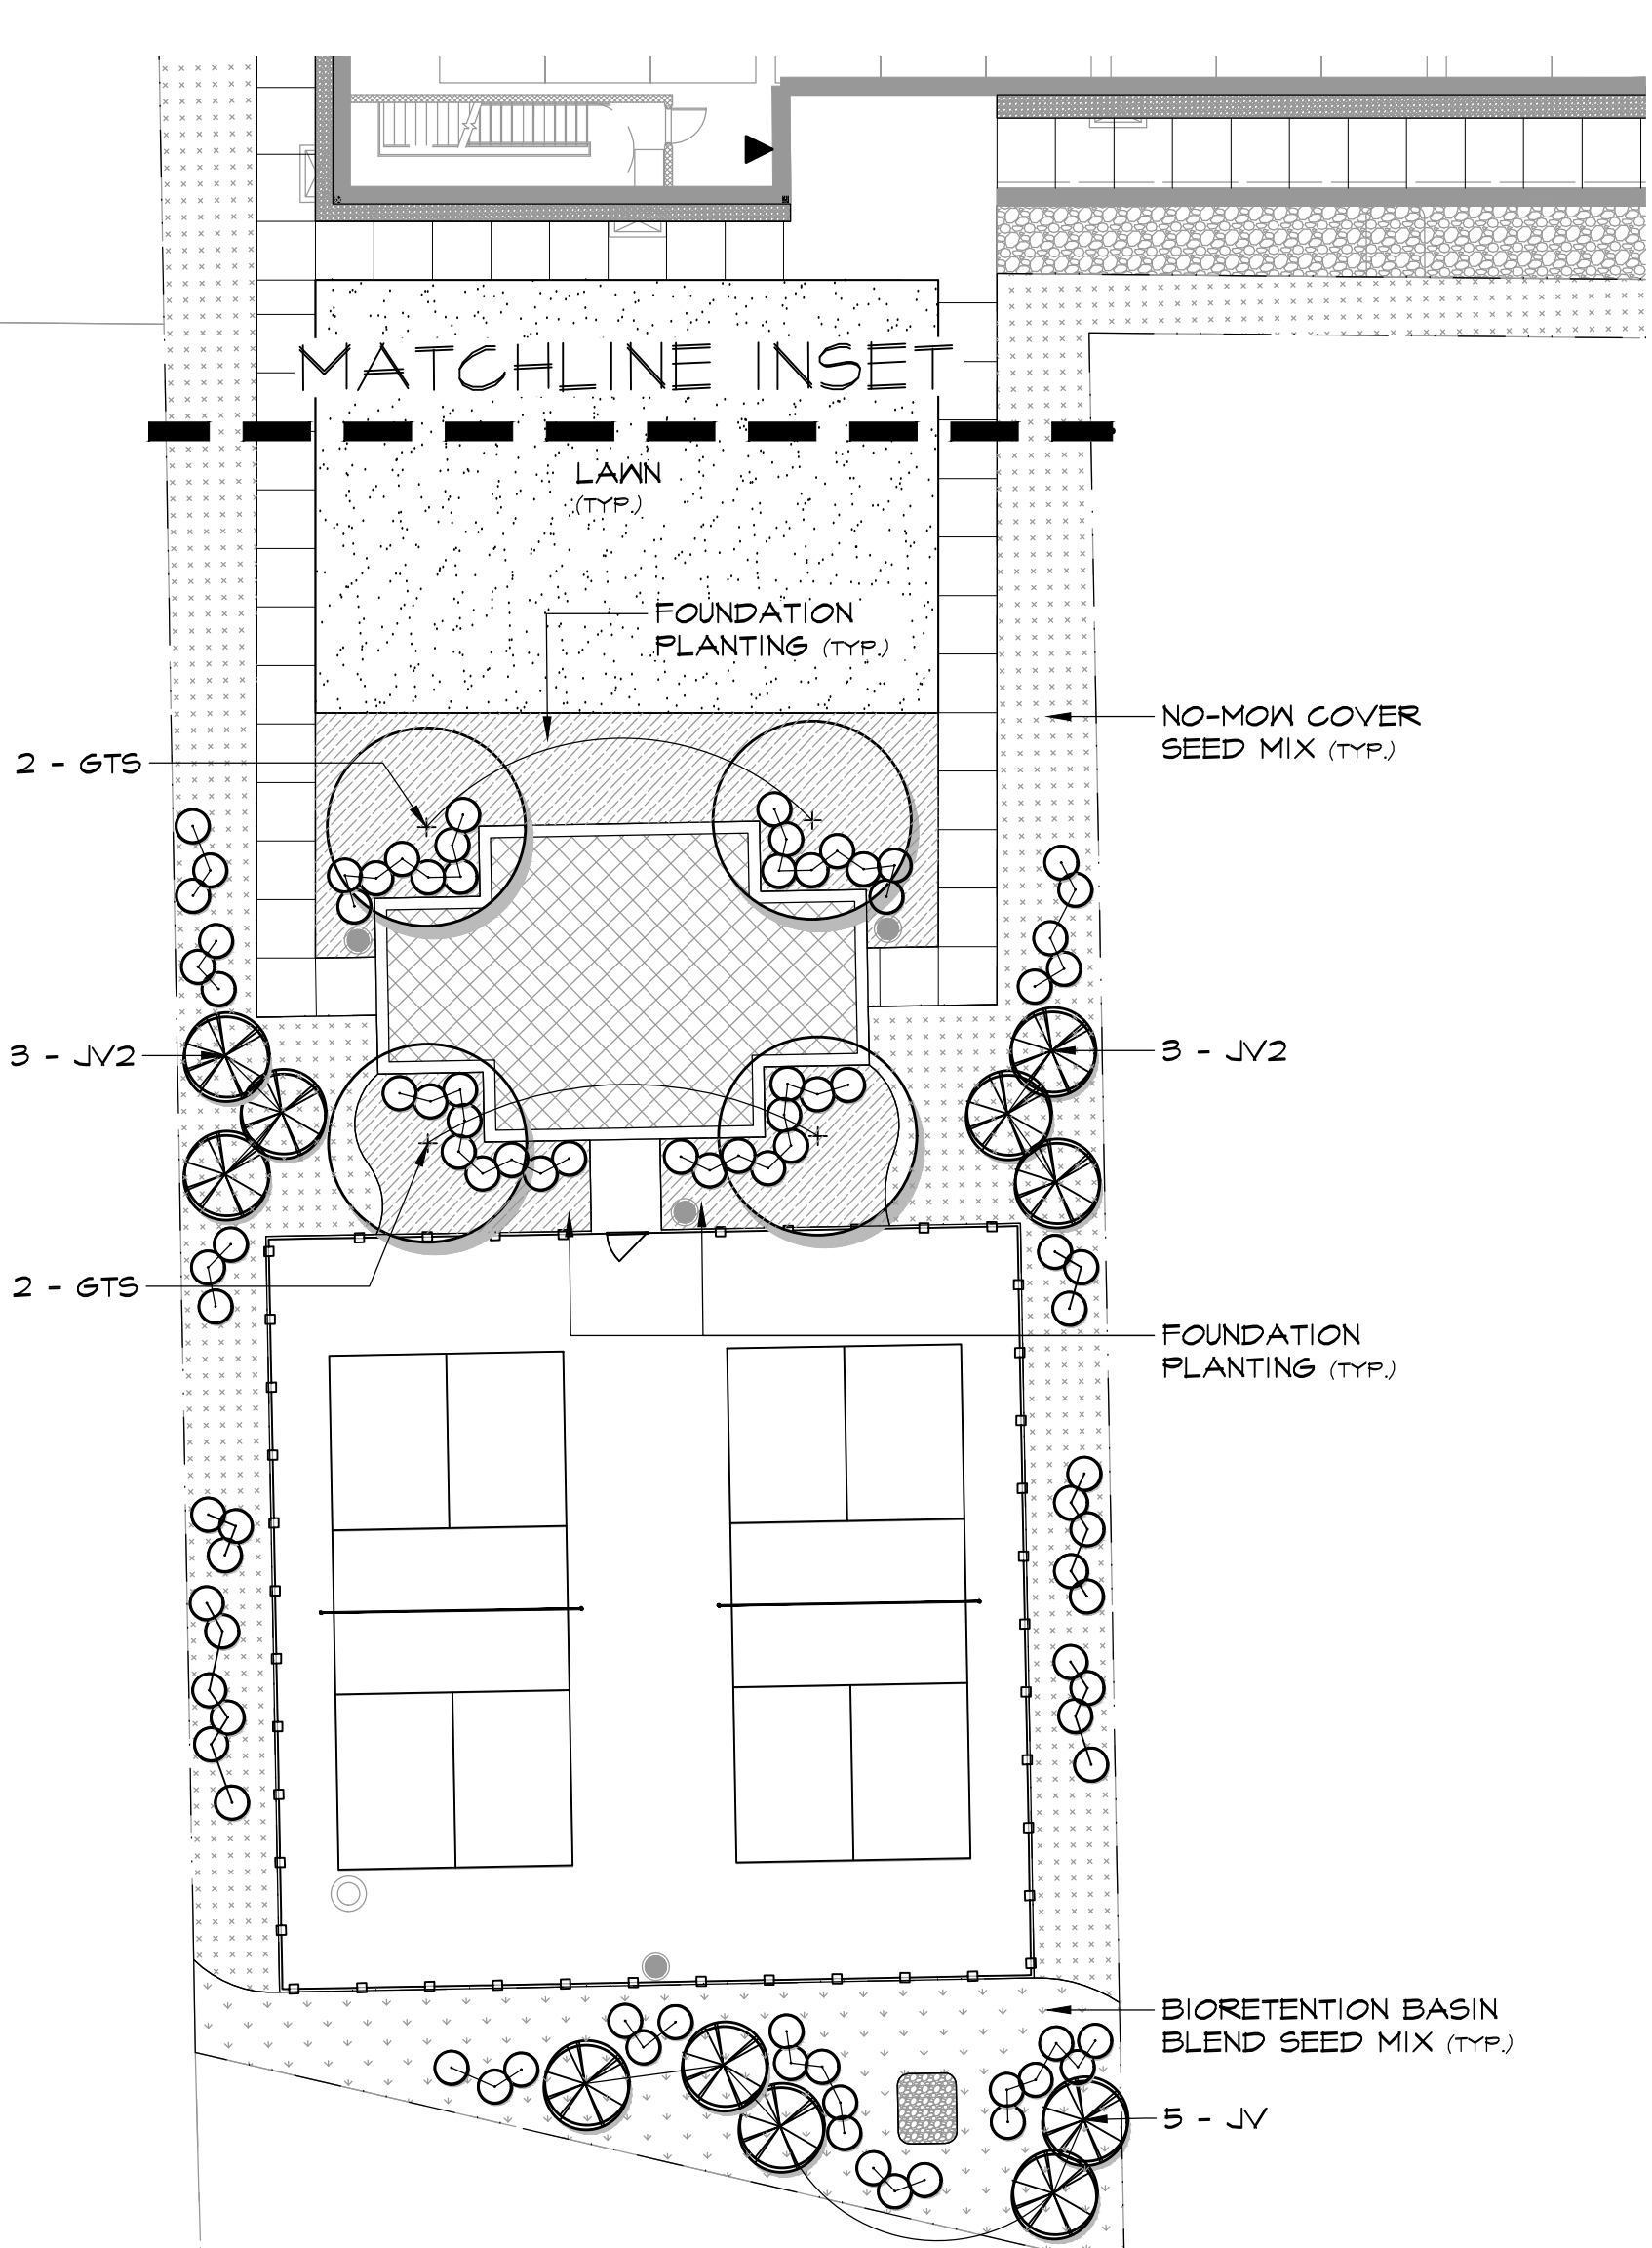 MATCHLINE INSET
LAWN
(TYP.)
FOUNDATION
PLANTING (TYP.)
NO-MOW COVER
SEED MIX (TYP.)
2 - GTS
3 - JV2
3 - JV2
2 - GTS
FOUNDATION
PLANTING (TYP.)
BIORETENTION BASIN
BLEND SEED MIX (TYP.)
5 - JV